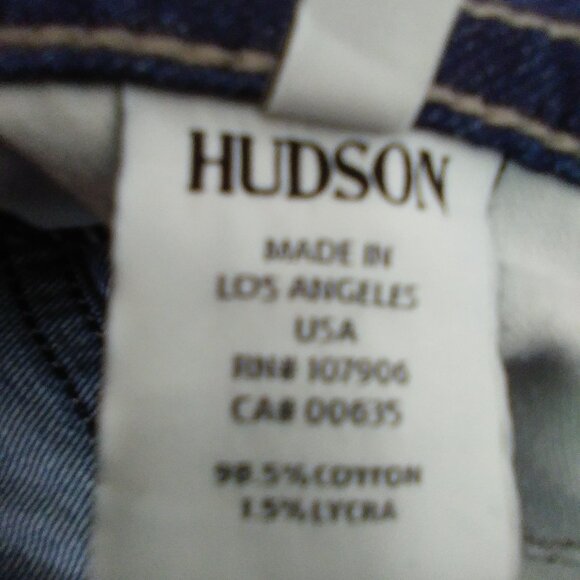 HUDSON
MADE IN
LOS ANGELES
USA
RN# 107906
CA# 00635
98.5% COTTON
1.5% LYCRA